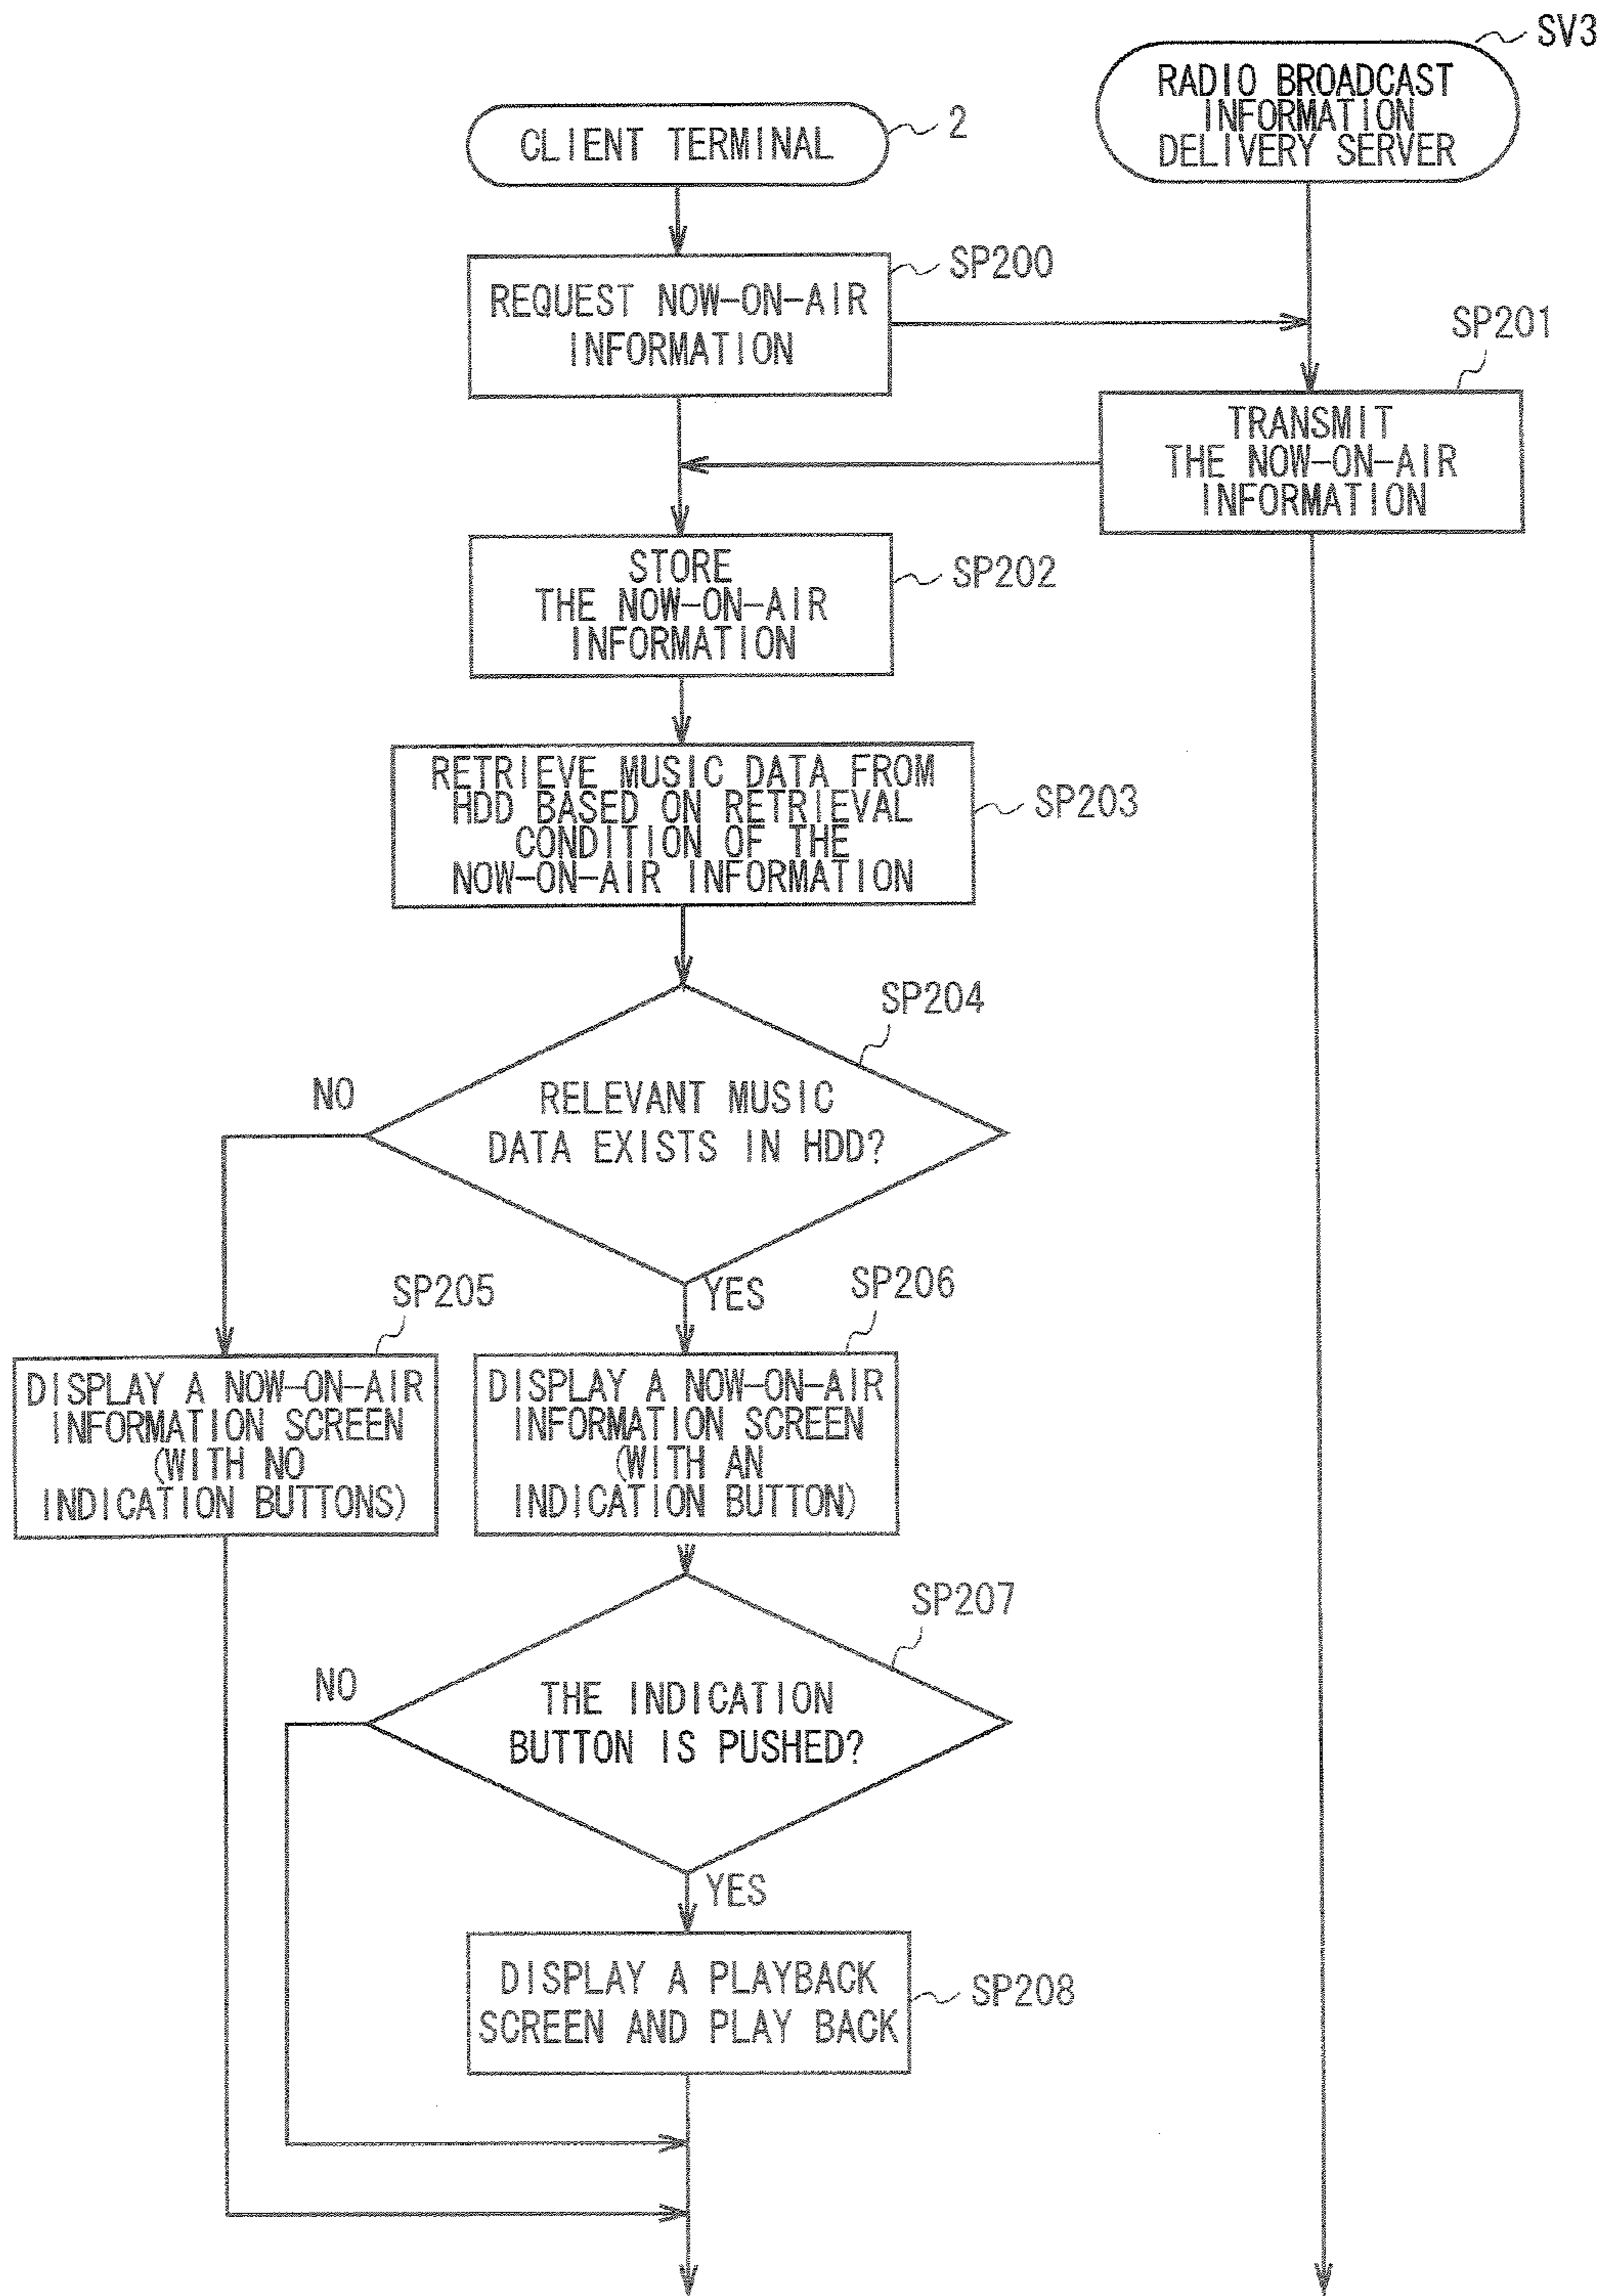 SV3
RADIO BROADCAST
INFORMATION
DELIVERY SERVER
CLIENT TERMINAL
2
SP200
REQUEST NOW-ON-AIR
INFORMATION
SP201
TRANSMIT
THE NOW-ON-AIR
INFORMATION
STORE
THE NOW-ON-AIR
INFORMATION
SP202
RETRIEVE MUSIC DATA FROM
HDD BASED ON RETRIEVAL
CONDITION OF THE
NOW-ON-AIR INFORMATION
SP203
SP204
NO
RELEVANT MUSIC
DATA EXISTS IN HDD?
YES
SP205
SP206
DISPLAY A NOW-ON-AIR
INFORMATION SCREEN
(WITH NO
INDICATION BUTTONS)
DISPLAY A NOW-ON-AIR
INFORMATION SCREEN
(WITH AN
INDICATION BUTTON)
SP207
NO
THE INDICATION
BUTTON IS PUSHED?
YES
DISPLAY A PLAYBACK
SCREEN AND PLAY BACK
SP208